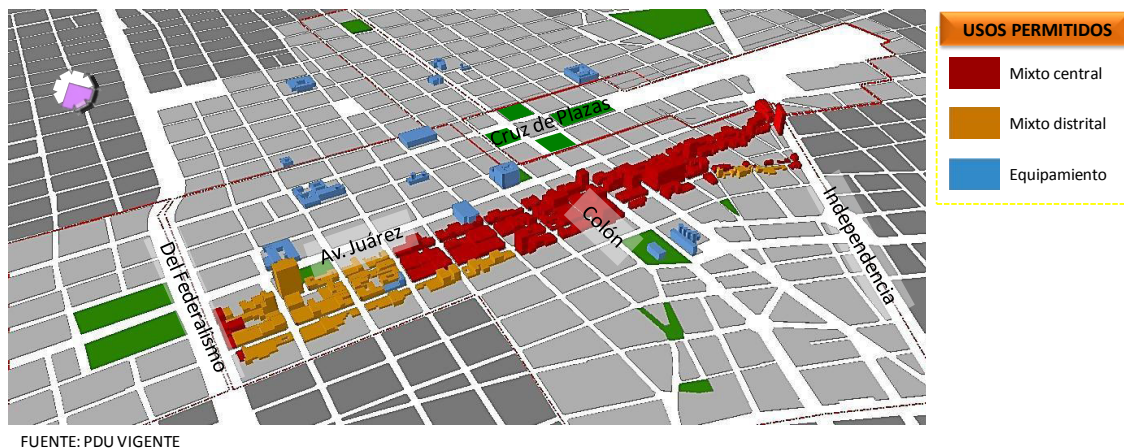 USOS PERMITIDOS
Mixto central
Mixto distrital
Equipamiento
Cruz de Plazas
Av. Juárez
Colón
Independencia
Del Federalismo
FUENTE: PDU VIGENTE